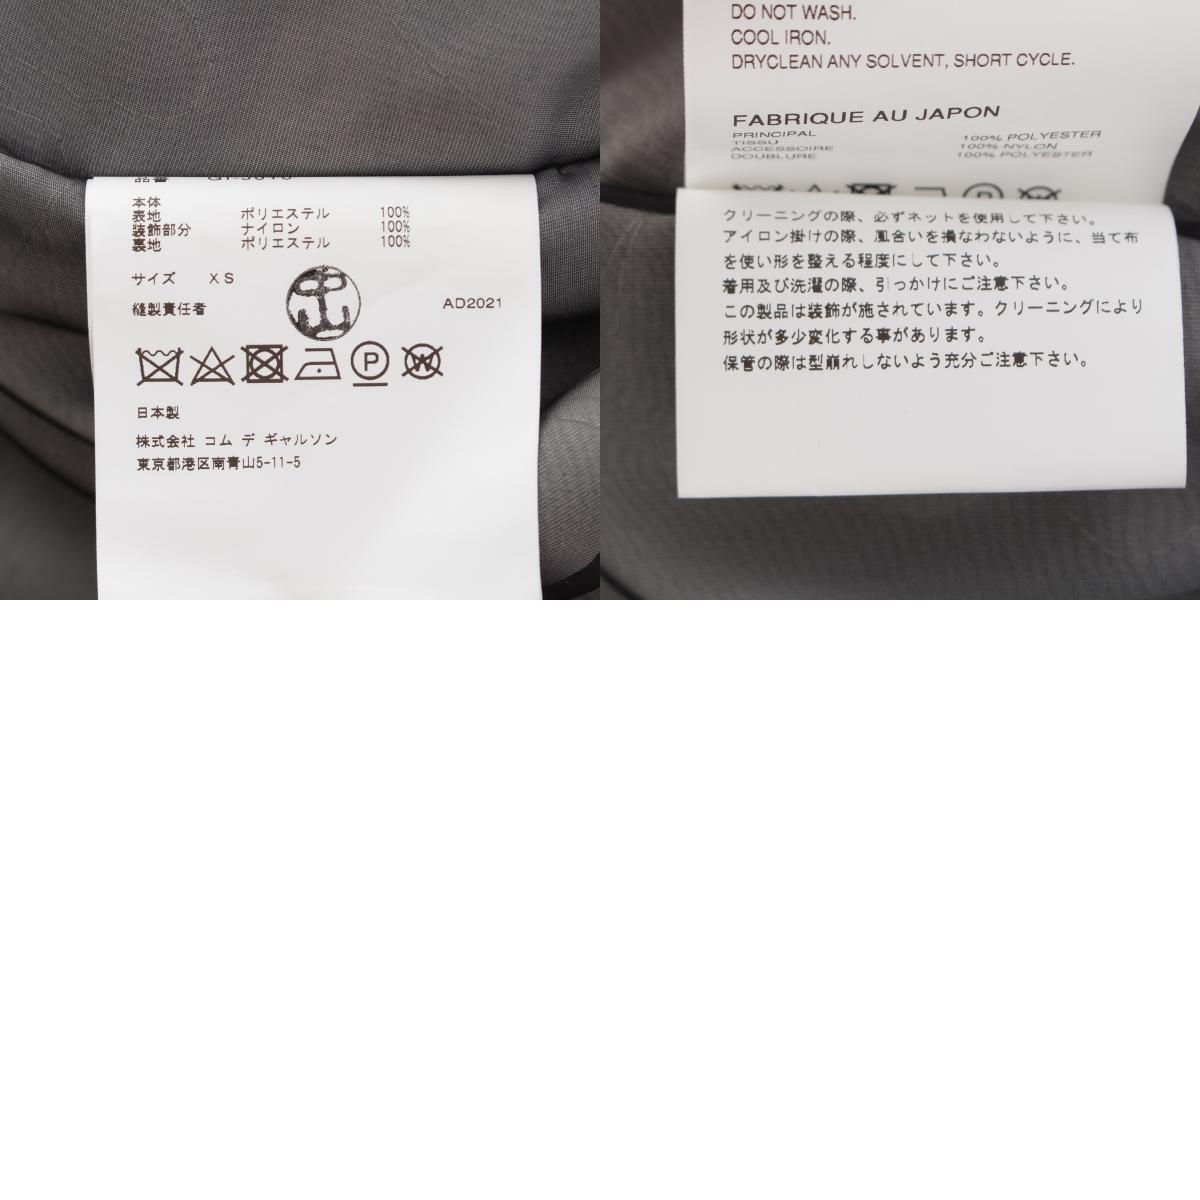 本体
表地 ポリエステル 100%
装飾部分 ナイロン 100%
裏地 ポリエステル 100%
サイズ XS
縫製責任者
AD2021
日本製
株式会社 コム デ ギャルソン
東京都港区南青山5-11-5
DO NOT WASH.
COOL IRON.
DRYCLEAN ANY SOLVENT, SHORT CYCLE.
FABRIQUE AU JAPON
PRINCIPAL
TISSU 100% POLYESTER
ACCESSOIRE 100% NYLON
DOUBLURE 100% POLYESTER
クリーニングの際、必ずネットを使用して下さい。
アイロン掛けの際、風合いを損なわないように、当て布
を使い形を整える程度にして下さい。
着用及び洗濯の際、引っかけにご注意下さい。
この製品は装飾が施されています。クリーニングにより
形状が多少変化する事があります。
保管の際は型崩れしないよう充分ご注意下さい。